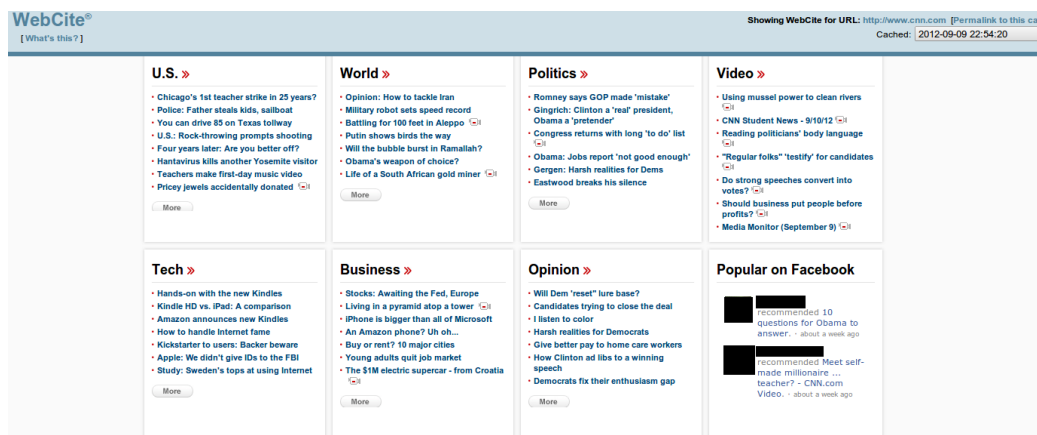 WebCite®
[ What's this? ]
Showing WebCite for URL: http://www.cnn.com [Permalink to this ca
Cached: 2012-09-09 22:54:20
U.S. »
• Chicago's 1st teacher strike in 25 years?
• Police: Father steals kids, sailboat
• You can drive 85 on Texas tollway
• U.S.: Rock-throwing prompts shooting
• Four years later: Are you better off?
• Hantavirus kills another Yosemite visitor
• Teachers make first-day music video
• Pricey jewels accidentally donated
More
World »
• Opinion: How to tackle Iran
• Military robot sets speed record
• Battling for 100 feet in Aleppo
• Putin shows birds the way
• Will the bubble burst in Ramallah?
• Obama's weapon of choice?
• Life of a South African gold miner
More
Politics »
• Romney says GOP made 'mistake'
• Gingrich: Clinton a 'real' president,
Obama a 'pretender'
• Congress returns with long 'to do' list
• Obama: Jobs report 'not good enough'
• Gergen: Harsh realities for Dems
• Eastwood breaks his silence
More
Video »
• Using mussel power to clean rivers
• CNN Student News - 9/10/12
• Reading politicians' body language
• "Regular folks" 'testify' for candidates
• Do strong speeches convert into
votes?
• Should business put people before
profits?
• Media Monitor (September 9)
Tech »
• Hands-on with the new Kindles
• Kindle HD vs. iPad: A comparison
• Amazon announces new Kindles
• How to handle Internet fame
• Kickstarter to users: Backer beware
• Apple: We didn't give IDs to the FBI
• Study: Sweden's tops at using Internet
More
Business »
• Stocks: Awaiting the Fed, Europe
• Living in a pyramid atop a tower
• iPhone is bigger than all of Microsoft
• An Amazon phone? Uh oh...
• Buy or rent? 10 major cities
• Young adults quit job market
• The $1M electric supercar - from Croatia
More
Opinion »
• Will Dem 'reset" lure base?
• Candidates trying to close the deal
• I listen to color
• Harsh realities for Democrats
• Give better pay to home care workers
• How Clinton ad libs to a winning
speech
• Democrats fix their enthusiasm gap
More
Popular on Facebook
recommended 10
questions for Obama to
answer. · about a week ago
recommended Meet self-
made millionaire ...
teacher? - CNN.com
Video. · about a week ago